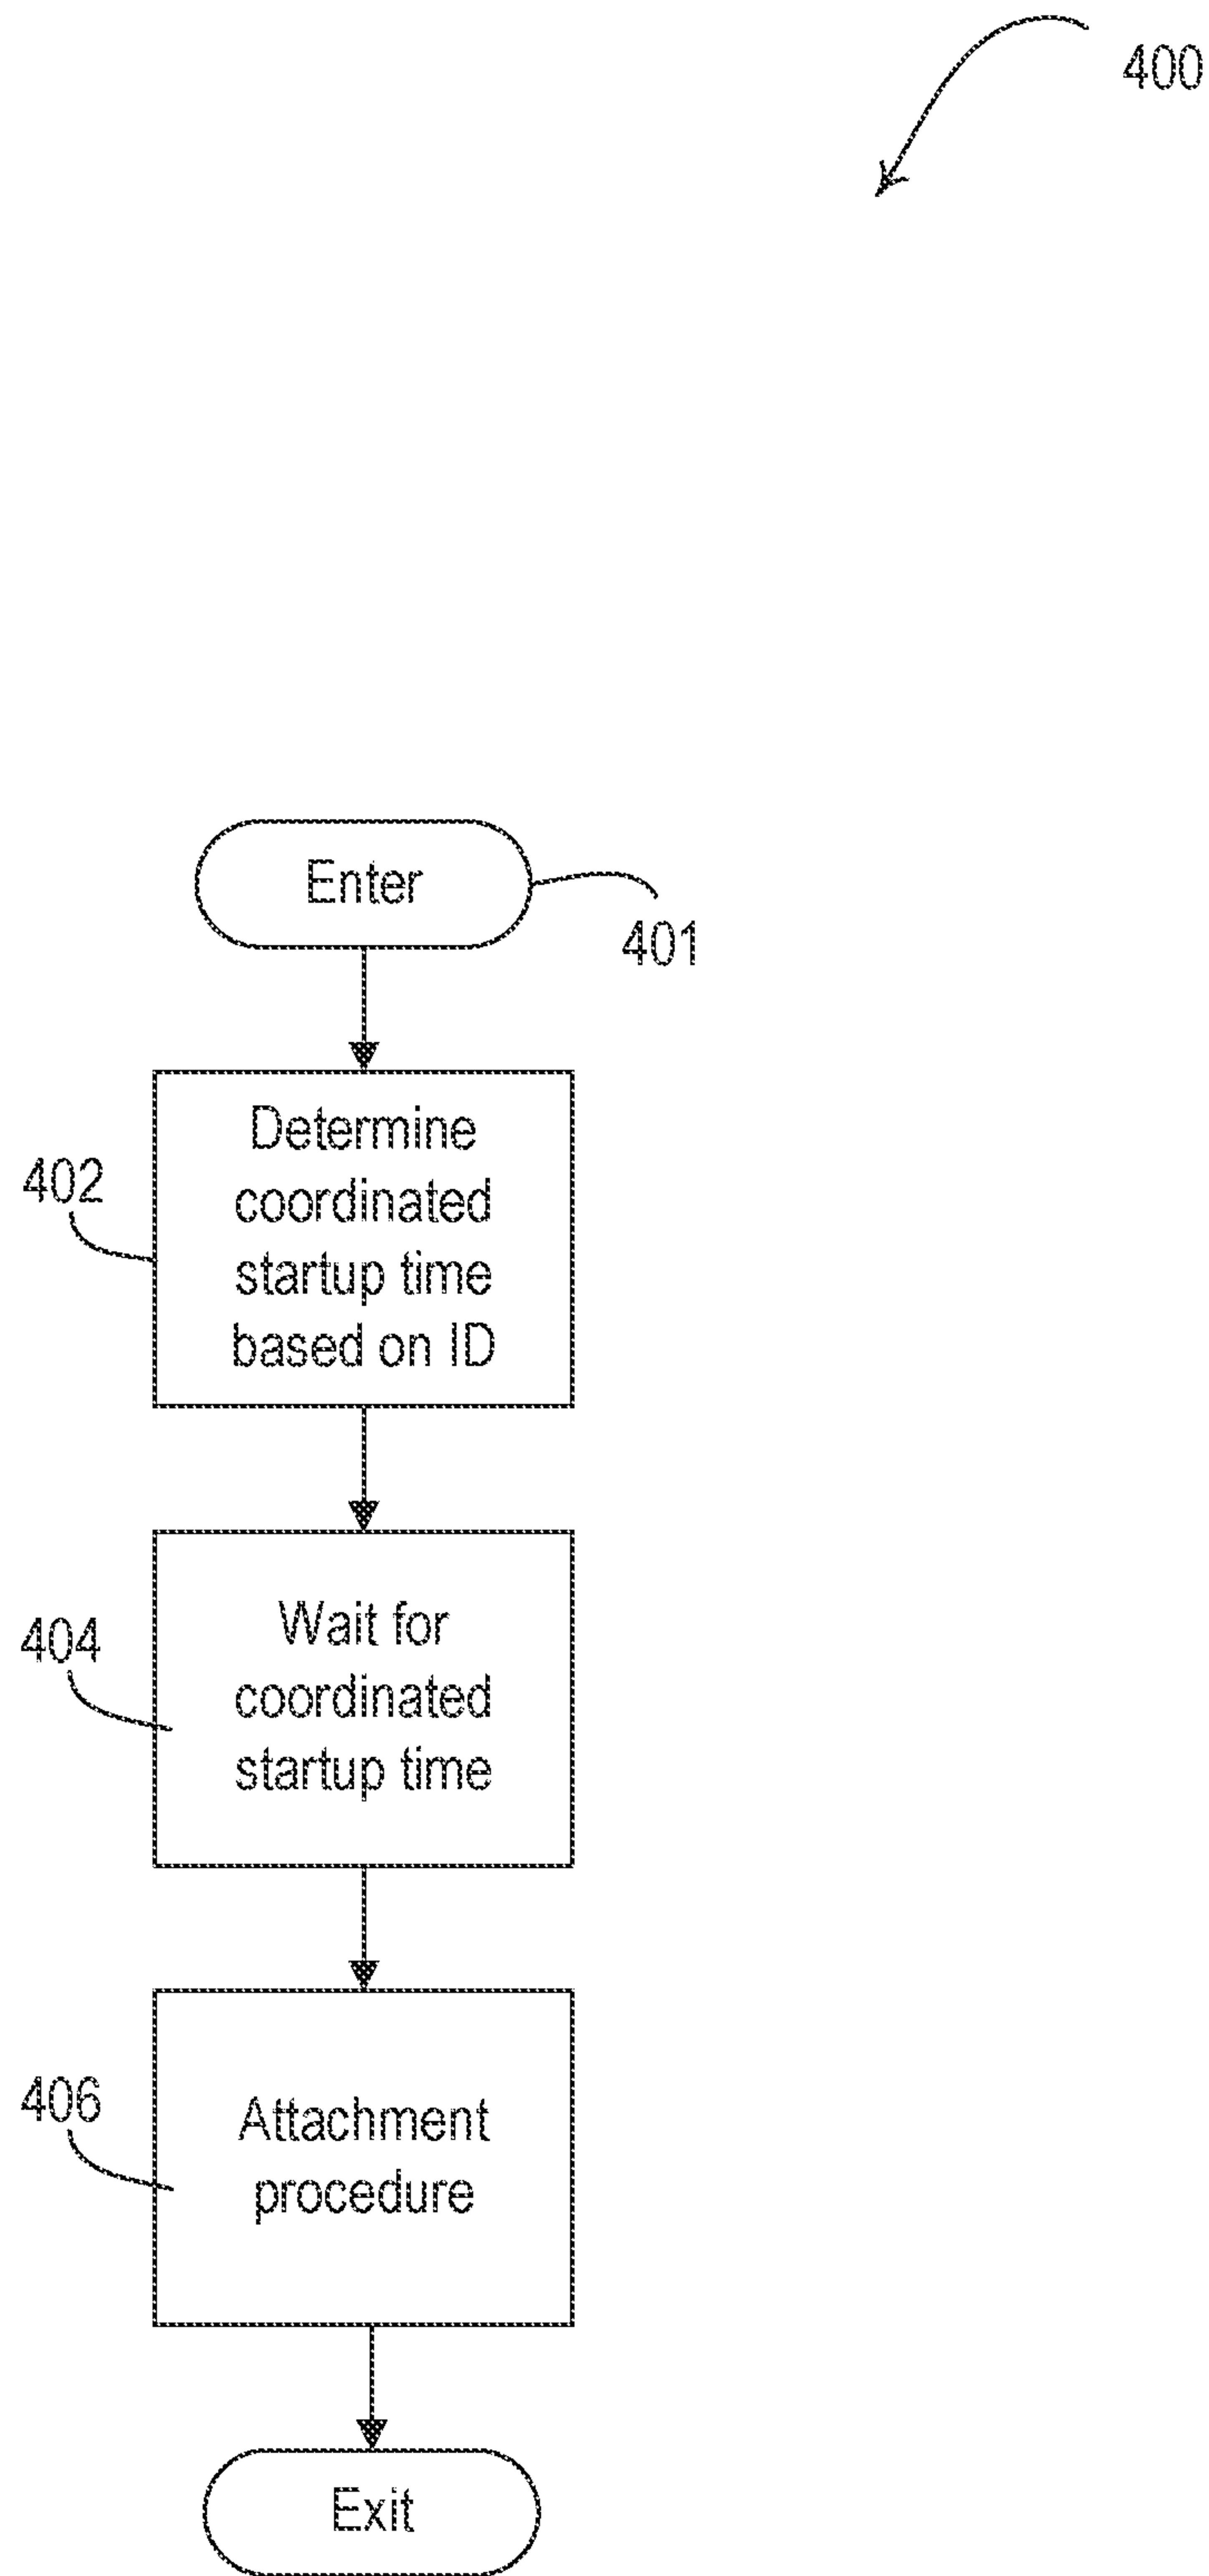 400
Enter
401
Determine
coordinated
startup time
based on ID
402
Wait for
coordinated
startup time
404
Attachment
procedure
406
Exit